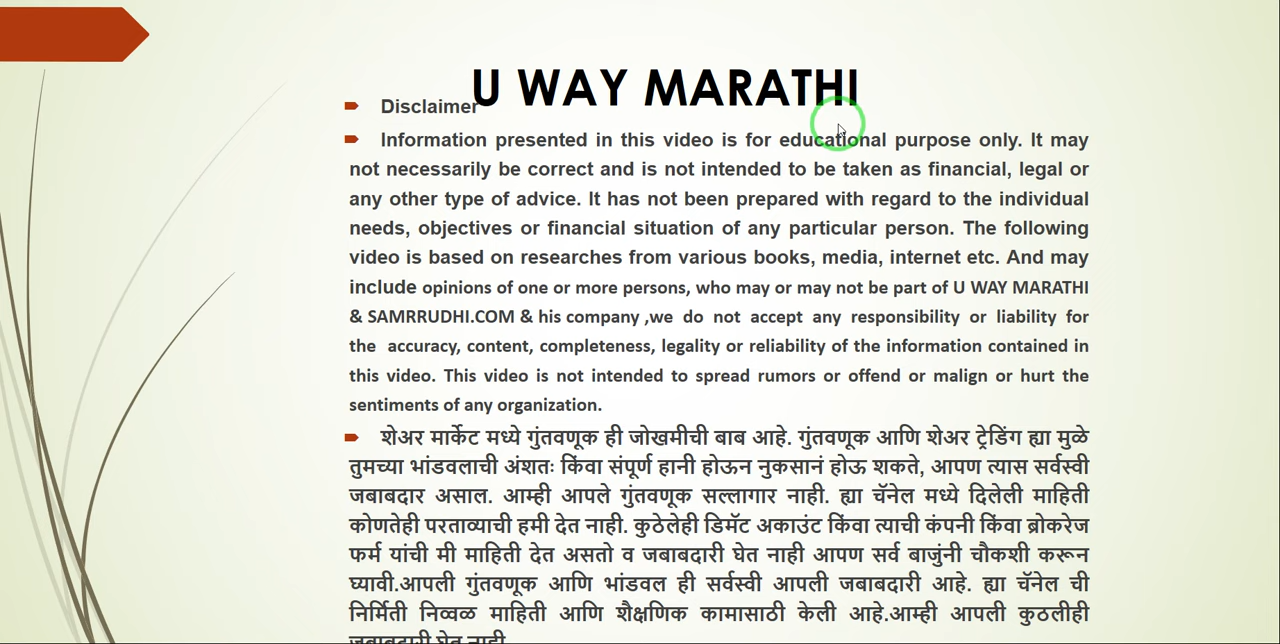 U WAY MARATHI
Disclaimer
Information presented in this video is for educational purpose only. It may
not necessarily be correct and is not intended to be taken as financial, legal or
any other type of advice. It has not been prepared with regard to the individual
needs, objectives or financial situation of any particular person. The following
video is based on researches from various books, media, internet etc. And may
include opinions of one or more persons, who may or may not be part of U WAY MARATHI
& SAMRRUDHI.COM & his company ,we do not accept any responsibility or liability for
the accuracy, content, completeness, legality or reliability of the information contained in
this video. This video is not intended to spread rumors or offend or malign or hurt the
sentiments of any organization.
शेअर मार्केट मध्ये गुंतवणूक ही जोखमीची बाब आहे. गुंतवणूक आणि शेअर ट्रेडिंग ह्या मुळे
तुमच्या भांडवलाची अंशतः किंवा संपूर्ण हानी होऊन नुकसानं होऊ शकते, आपण त्यास सर्वस्वी
जबाबदार असाल. आम्ही आपले गुंतवणूक सल्लागार नाही. ह्या चॅनेल मध्ये दिलेली माहिती
कोणतेही परताव्याची हमी देत नाही. कुठेलेही डिमॅट अकाउंट किंवा त्याची कंपनी किंवा ब्रोकरेज
फर्म यांची मी माहिती देत असतो व जबाबदारी घेत नाही आपण सर्व बाजुंनी चौकशी करून
घ्यावी.आपली गुंतवणूक आणि भांडवल ही सर्वस्वी आपली जबाबदारी आहे. ह्या चॅनेल ची
निर्मिती निव्वळ माहिती आणि शैक्षणिक कामासाठी केली आहे.आम्ही आपली कुठलीही
जबाबदारी घेत नाही